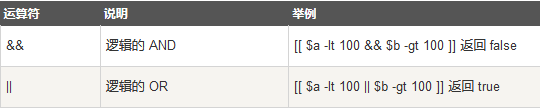 运算符 说明 举例
&& 逻辑的 AND [[ $a -lt 100 && $b -gt 100 ]] 返回 false
|| 逻辑的 OR [[ $a -lt 100 || $b -gt 100 ]] 返回 true